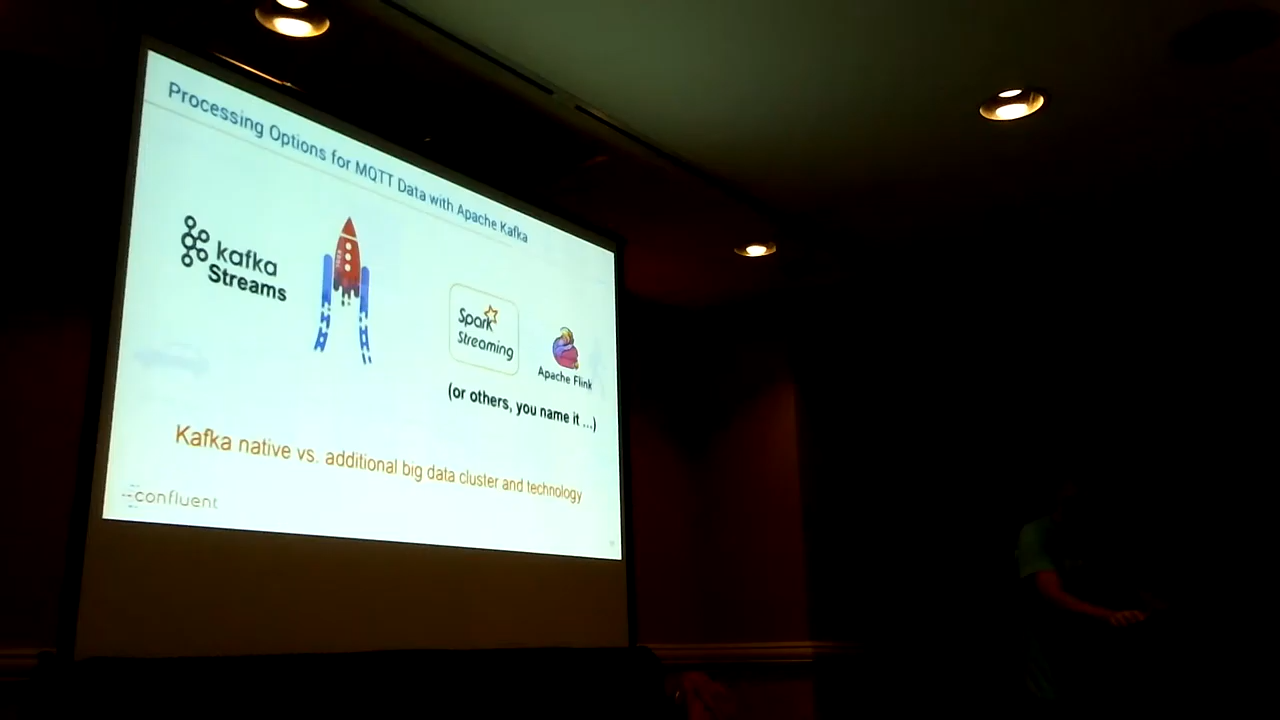 Processing Options for MQTT Data with Apache Kafka
kafka
Streams
Spark
Streaming
Apache Flink
(or others, you name it ...)
Kafka native vs. additional big data cluster and technology
confluent